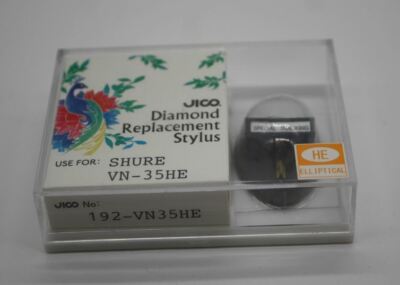 JICO
Diamond
Replacement
Stylus
USE FOR: SHURE
VN-35HE
JICO No:
192-VN35HE
HE
ELLIPTICAL